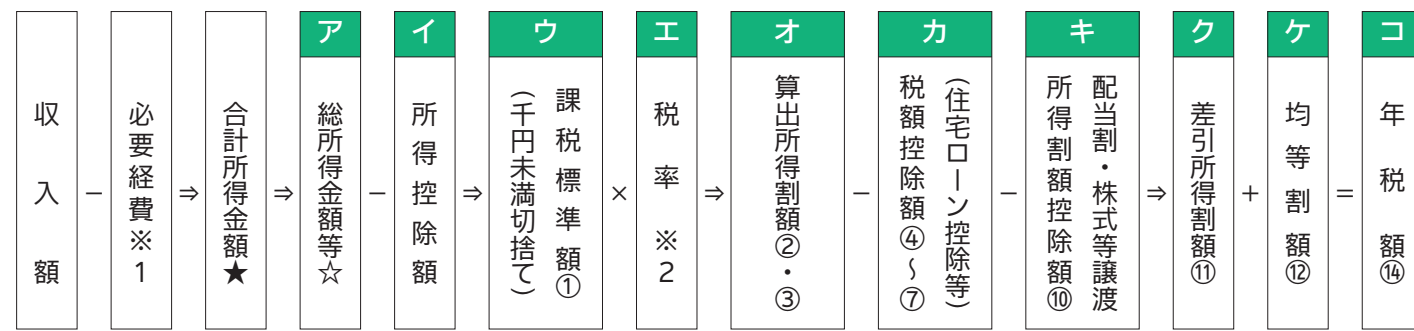 収入額
－
必要経費※1
⇒
合計所得金額★
⇒
ア
総所得金額等☆
－
イ
所得控除額
⇒
ウ
課税標準額①
（千円未満切捨て）
×
エ
税率※2
⇒
オ
算出所得割額②・③
－
カ
（住宅ローン控除等）
税額控除額④～⑦
－
キ
配当割・株式等譲渡
所得割額控除額⑩
⇒
ク
差引所得割額⑪
＋
ケ
均等割額⑫
＝
コ
年税額⑭